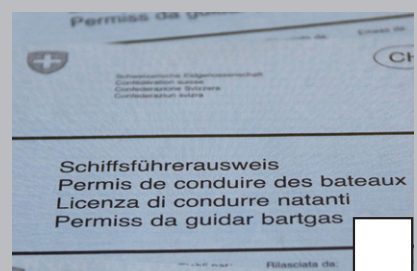 Permiss da guid
CH
Schweizerische Eidgenossenschaft
Confédération suisse
Confederazione Svizzera
Confederaziun svizra
Schiffsführerausweis
Permis de conduire des bateaux
Licenza di condurre natanti
Permiss da guidar bartgas
Rilasciata da: